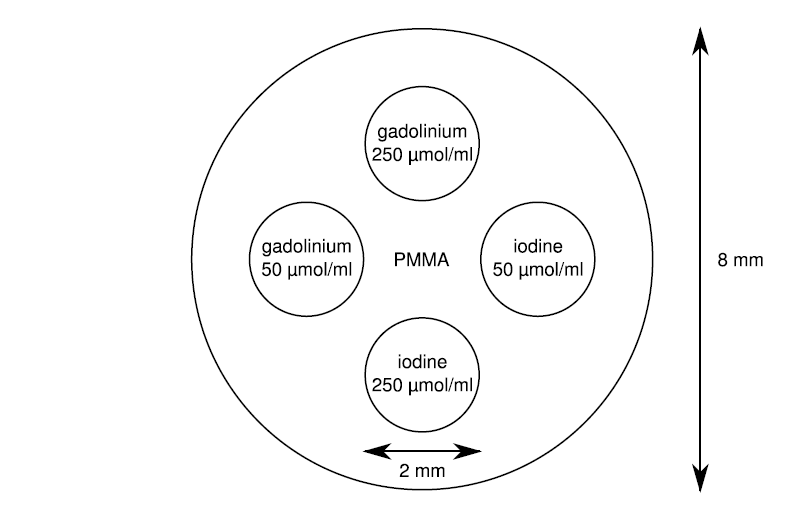 gadolinium
250 μmol/ml
gadolinium
50 μmol/ml
PMMA
iodine
50 μmol/ml
8 mm
iodine
250 μmol/ml
2 mm